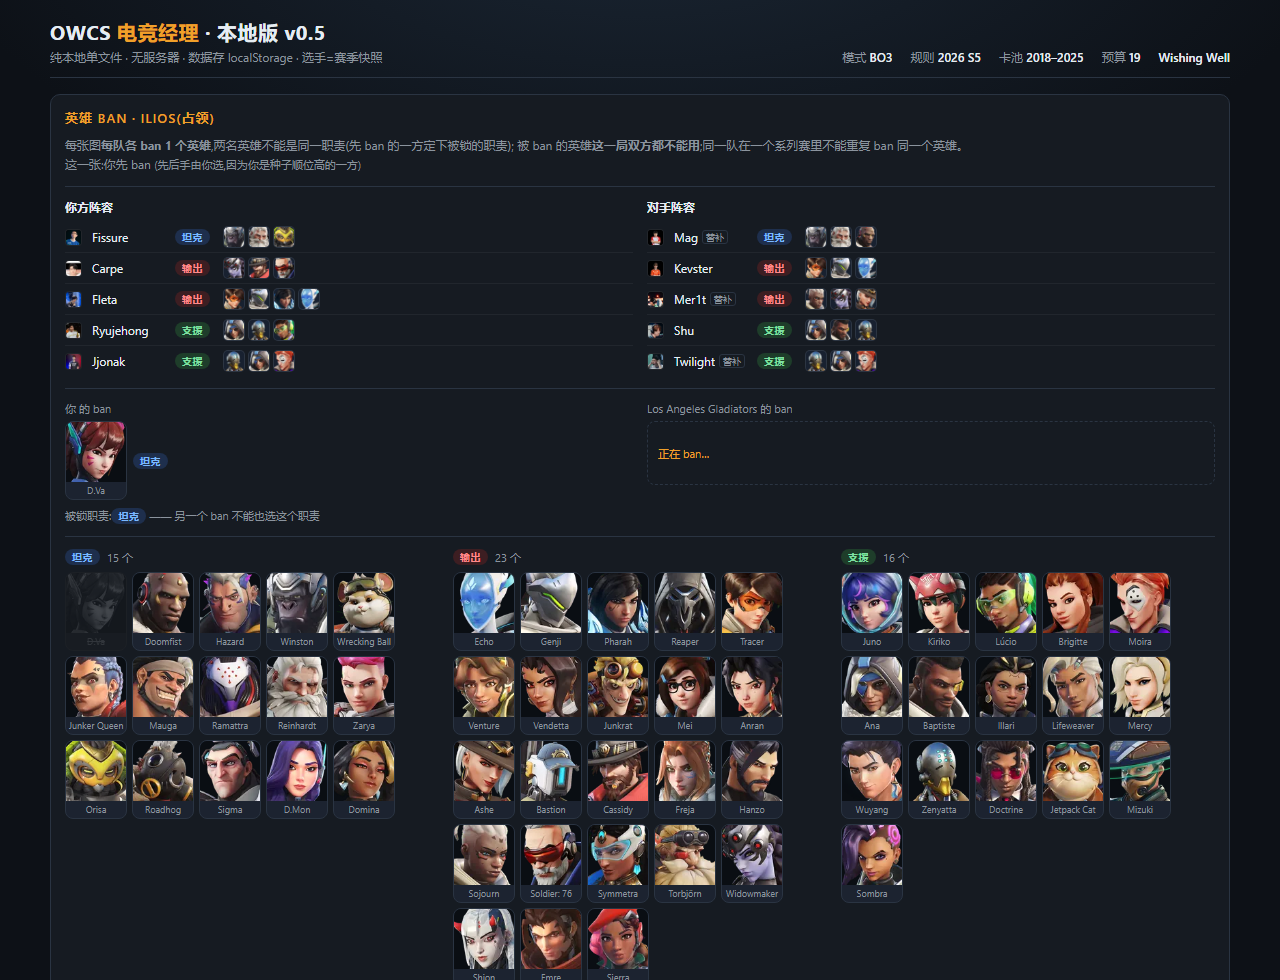 OWCS 电竞经理 · 本地版 v0.5
纯本地单文件 · 无服务器 · 数据存 localStorage · 选手=赛季快照
模式 BO3 规则 2026 S5 卡池 2018–2025 预算 19 Wishing Well
英雄 BAN · ILIOS(占领)
每张图每队各 ban 1 个英雄,两名英雄不能是同一职责(先 ban 的一方定下被锁的职责); 被 ban 的英雄这一局双方都不能用;同一队在一个系列赛里不能重复 ban 同一个英雄。
这一张:你先 ban (先后手由你选,因为你是种子顺位高的一方)
你方阵容
Fissure 坦克
Carpe 输出
Fleta 输出
Ryujehong 支援
Jjonak 支援
对手阵容
Mag 替补 坦克
Kevster 输出
Mer1t 替补 输出
Shu 支援
Twilight 替补 支援
你 的 ban
D.Va
坦克
Los Angeles Gladiators 的 ban
正在 ban...
被锁职责:坦克 —— 另一个 ban 不能也选这个职责
坦克 15 个
D.Va Doomfist Hazard Winston Wrecking Ball
Junker Queen Mauga Ramattra Reinhardt Zarya
Orisa Roadhog Sigma D.Mon Domina
输出 23 个
Echo Genji Pharah Reaper Tracer
Venture Vendetta Junkrat Mei Anran
Ashe Bastion Cassidy Freja Hanzo
Sojourn Soldier: 76 Symmetra Torbjörn Widowmaker
Shion Emre Sierra
支援 16 个
Juno Kiriko Lúcio Brigitte Moira
Ana Baptiste Illari Lifeweaver Mercy
Wuyang Zenyatta Doctrine Jetpack Cat Mizuki
Sombra